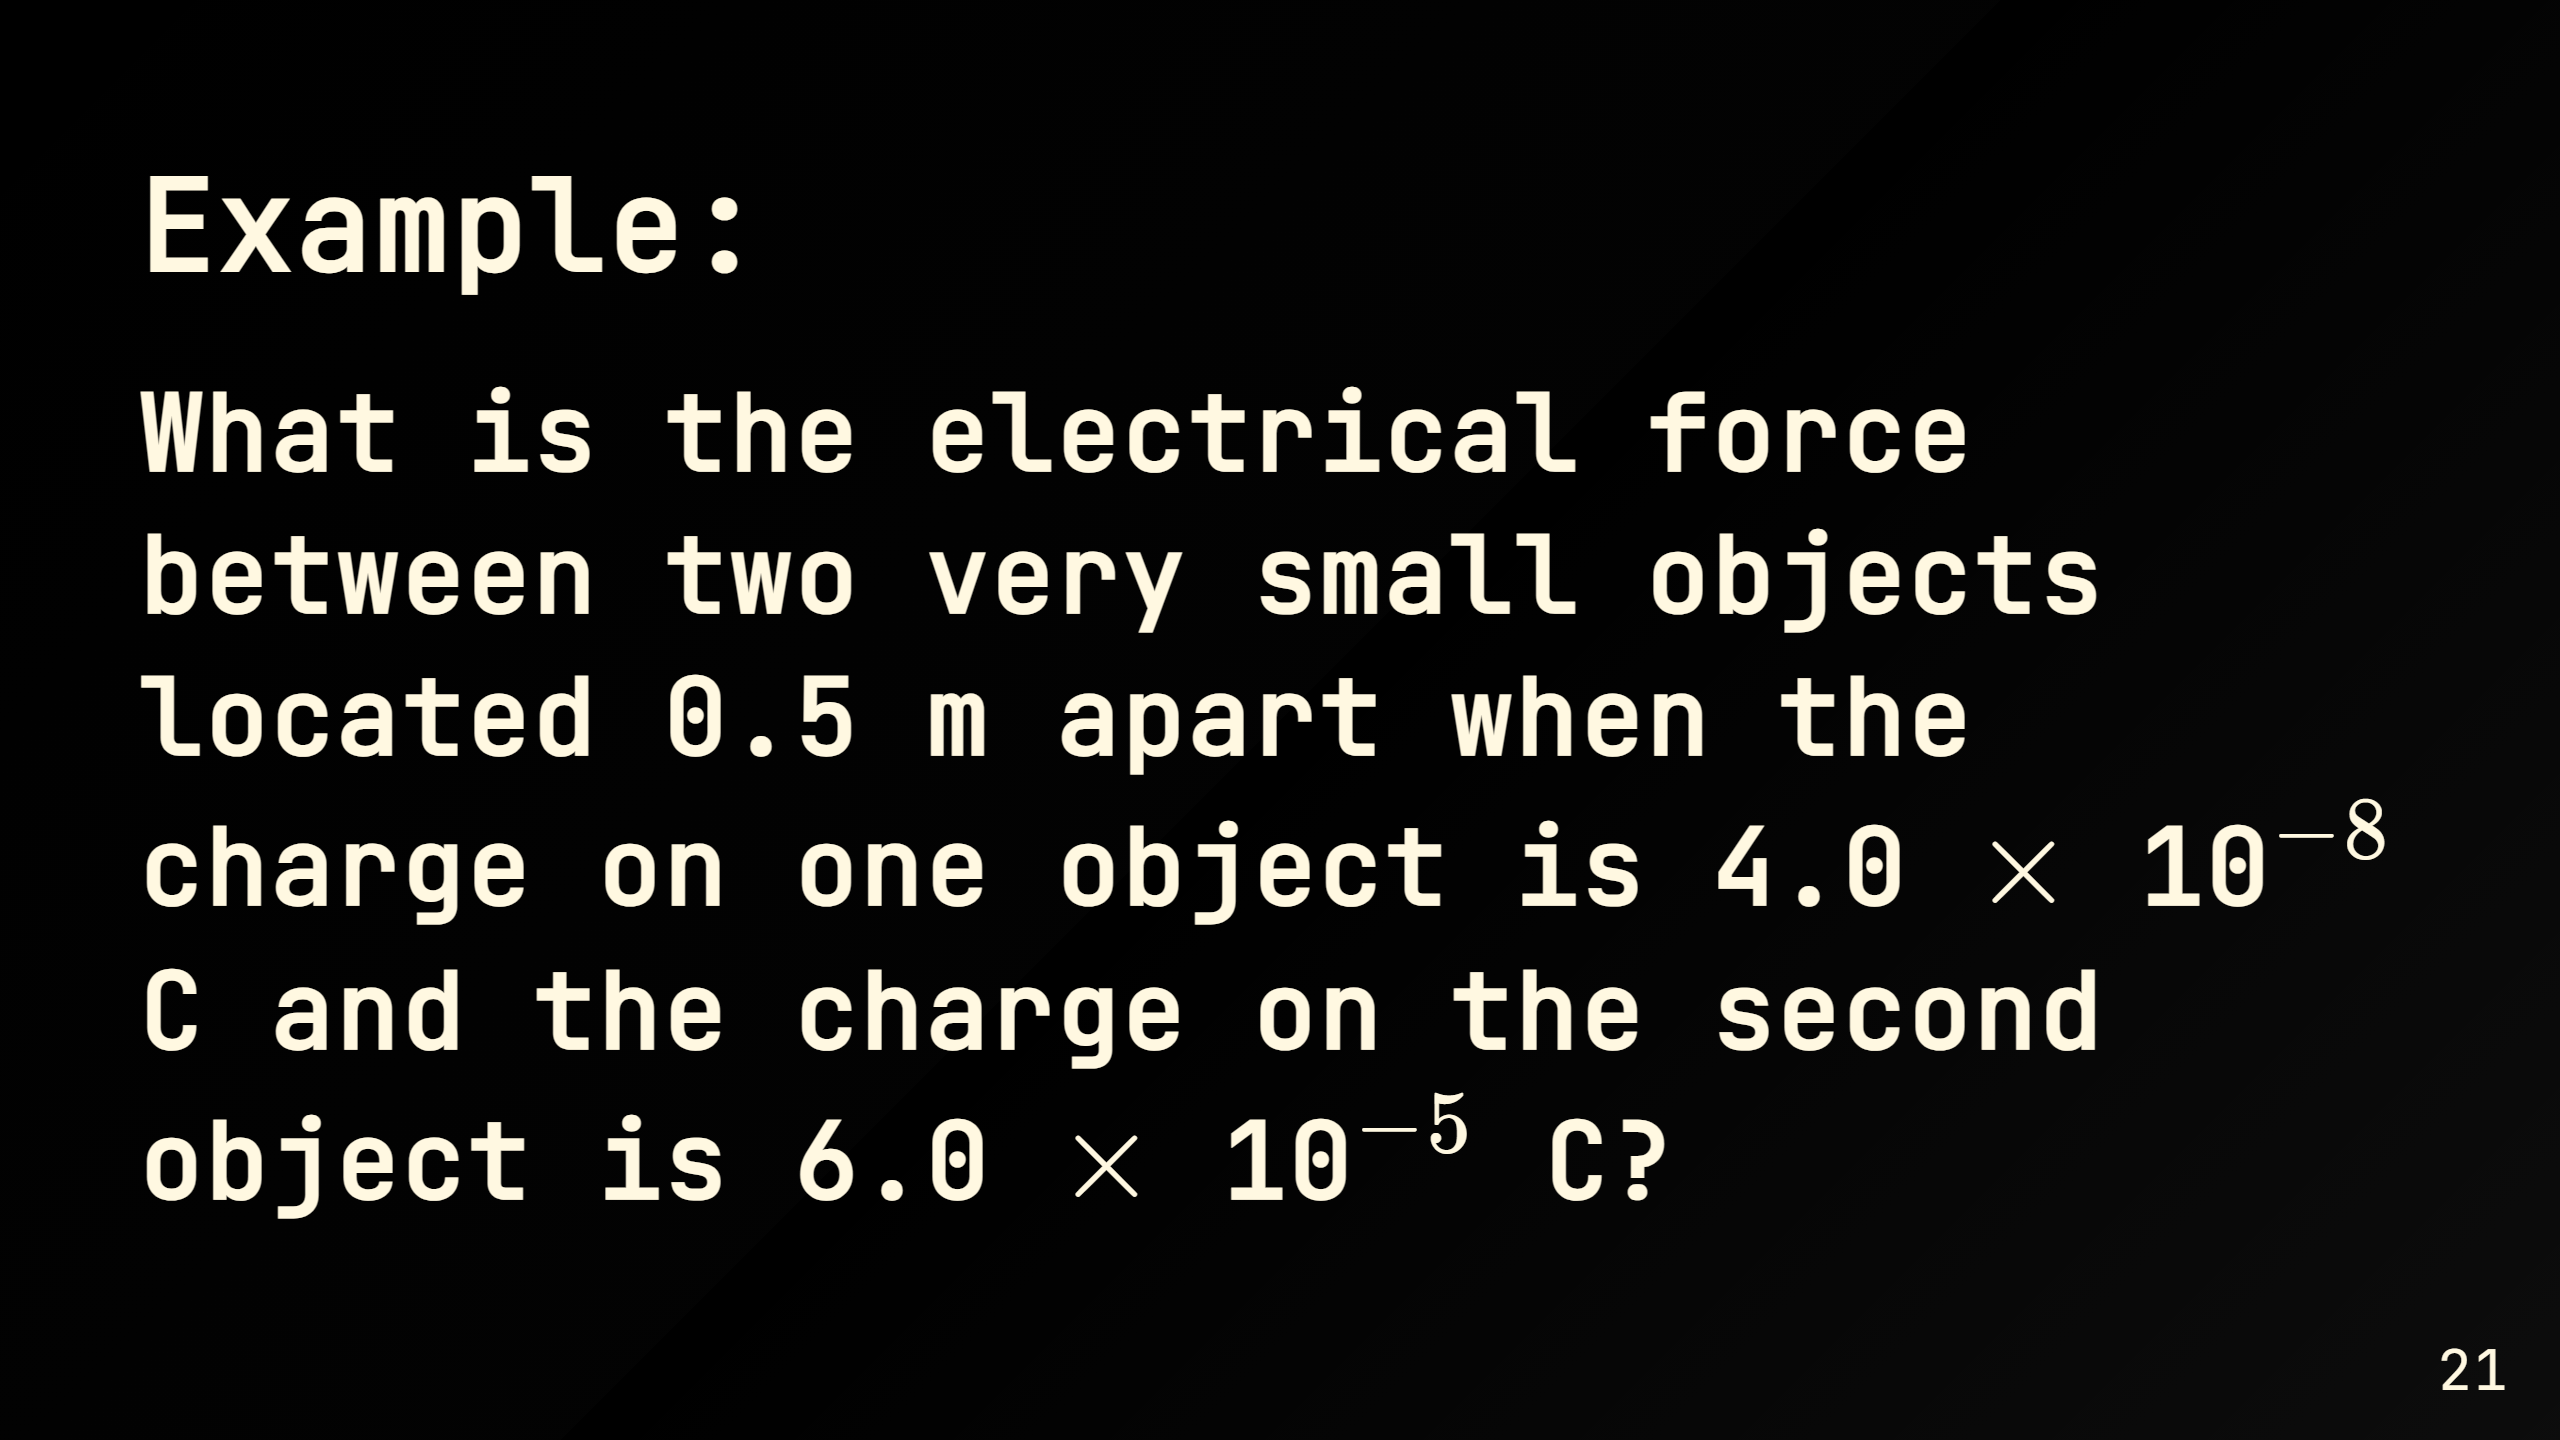 Example:
What is the electrical force
between two very small objects
located 0.5 m apart when the
charge on one object is 4.0 × 10⁻⁸
C and the charge on the second
object is 6.0 × 10⁻⁵ C?
21